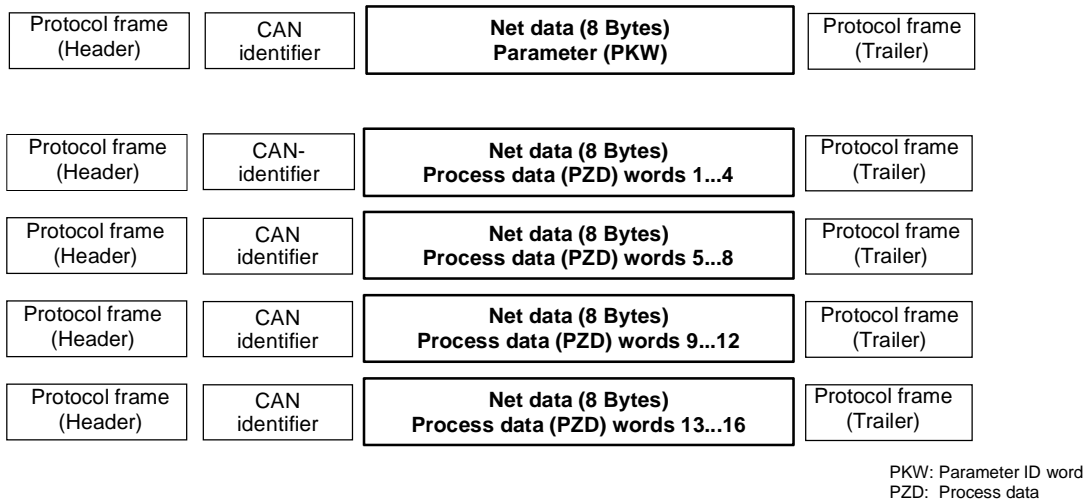 Protocol frame (Header) CAN identifier Net data (8 Bytes) Parameter (PKW) Protocol frame (Trailer)
Protocol frame (Header) CAN- identifier Net data (8 Bytes) Process data (PZD) words 1...4 Protocol frame (Trailer)
Protocol frame (Header) CAN identifier Net data (8 Bytes) Process data (PZD) words 5...8 Protocol frame (Trailer)
Protocol frame (Header) CAN identifier Net data (8 Bytes) Process data (PZD) words 9...12 Protocol frame (Trailer)
Protocol frame (Header) CAN identifier Net data (8 Bytes) Process data (PZD) words 13...16 Protocol frame (Trailer)
PKW: Parameter ID word
PZD: Process data